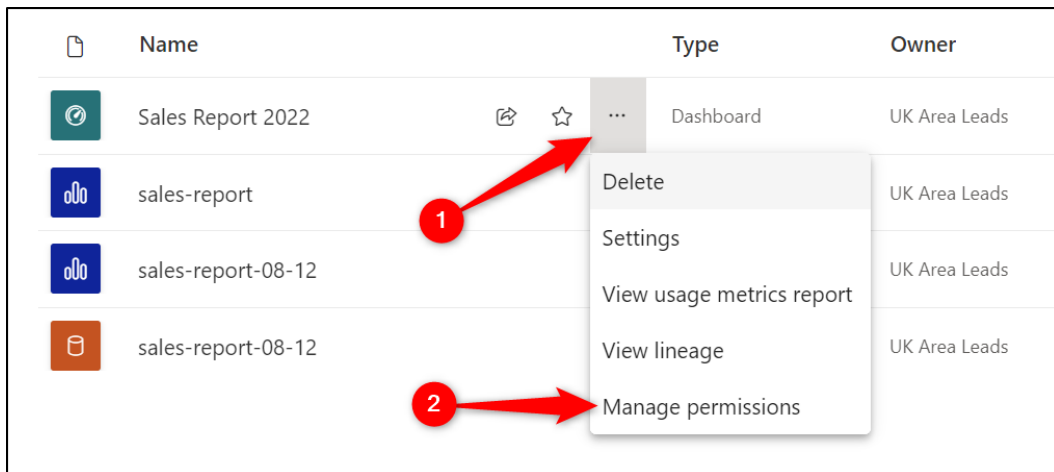 Name Type Owner
Sales Report 2022 ... Dashboard UK Area Leads
Delete
sales-report UK Area Leads
1
Settings
sales-report-08-12 UK Area Leads
View usage metrics report
sales-report-08-12 View lineage UK Area Leads
2 Manage permissions